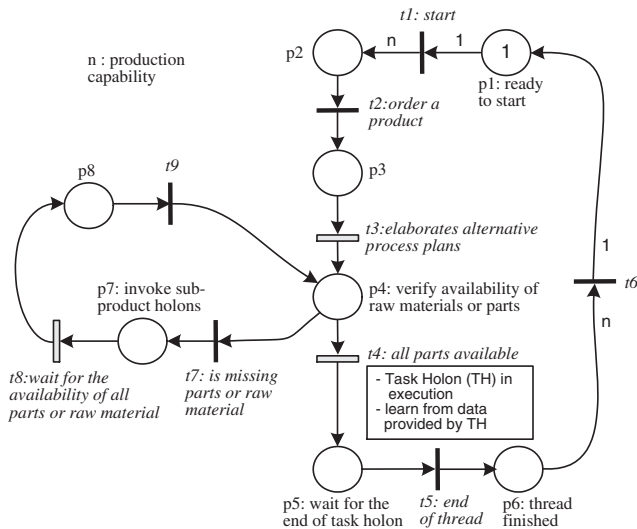 t1: start
n : production
capability
p2
n
1
1
p1: ready
to start
t2:order a
product
p8
t9
p3
t3:elaborates alternative
process plans
1
p7: invoke sub-
product holons
p4: verify availability of
raw materials or parts
t6
n
t8:wait for the
availability of all
parts or raw material
t7: is missing
parts or raw
material
t4: all parts available
- Task Holon (TH) in
execution
- learn from data
provided by TH
p5: wait for the
end of task holon
t5: end
of thread
p6: thread
finished